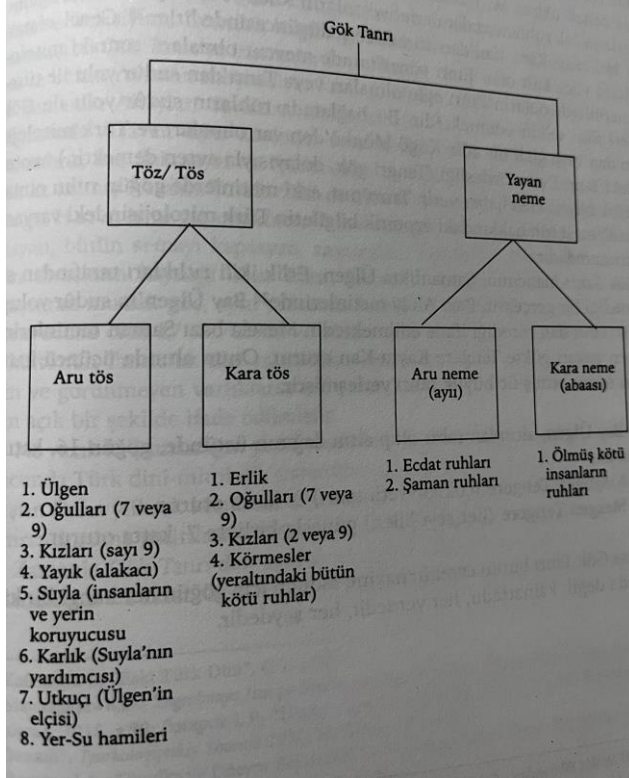 Gök Tanrı
Töz/ Tös
Yayan
neme
Aru tös
Kara tös
Aru neme
(ayıı)
Kara neme
(abaası)
1. Ülgen
2. Oğulları (7 veya
9)
3. Kızları (sayı 9)
4. Yayık (alakacı)
5. Suyla (insanların
ve yerin
koruyucusu
6. Karlık (Suyla'nın
yardımcısı)
7. Utkuçı (Ülgen'in
elçisi)
8. Yer-Su hamileri
1. Erlik
2. Oğulları (7 veya
9)
3. Kızları (2 veya 9)
4. Körmesler
(yeraltındaki bütün
kötü ruhlar)
1. Ecdat ruhları
2. Şaman ruhları
1. Ölmüş kötü
insanların
ruhları